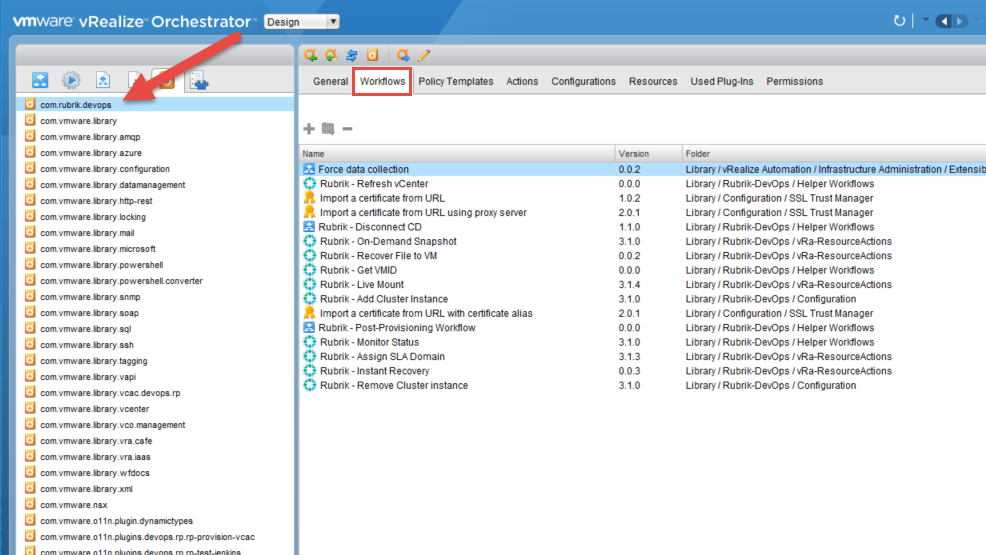 vmware vRealize Orchestrator Design
General Workflows Policy Templates Actions Configurations Resources Used Plug-Ins Permissions
com.rubrik.devops
com.vmware.library
com.vmware.library.amqp
com.vmware.library.azure
com.vmware.library.configuration
com.vmware.library.datamanagement
com.vmware.library.http-rest
com.vmware.library.locking
com.vmware.library.mail
com.vmware.library.microsoft
com.vmware.library.powershell
com.vmware.library.powershell.converter
com.vmware.library.snmp
com.vmware.library.soap
com.vmware.library.sql
com.vmware.library.ssh
com.vmware.library.tagging
com.vmware.library.vapi
com.vmware.library.vcac.devops.rp
com.vmware.library.vcenter
com.vmware.library.vco.management
com.vmware.library.vra.cafe
com.vmware.library.vra.iaas
com.vmware.library.wfdocs
com.vmware.library.xml
com.vmware.nsx
com.vmware.o11n.plugin.dynamictypes
com.vmware.o11n.plugins.devops.rp.rp-provision-vcac
com.vmware.o11n.plugins.devops.rp.rp-test-jenkins
Name Version Folder
Force data collection 0.0.2 Library / vRealize Automation / Infrastructure Administration / Extensib
Rubrik - Refresh vCenter 0.0.0 Library / Rubrik-DevOps / Helper Workflows
Import a certificate from URL 1.0.2 Library / Configuration / SSL Trust Manager
Import a certificate from URL using proxy server 2.0.1 Library / Configuration / SSL Trust Manager
Rubrik - Disconnect CD 1.1.0 Library / Rubrik-DevOps / Helper Workflows
Rubrik - On-Demand Snapshot 3.1.0 Library / Rubrik-DevOps / vRa-ResourceActions
Rubrik - Recover File to VM 0.0.2 Library / Rubrik-DevOps / vRa-ResourceActions
Rubrik - Get VMID 0.0.0 Library / Rubrik-DevOps / Helper Workflows
Rubrik - Live Mount 3.1.4 Library / Rubrik-DevOps / vRa-ResourceActions
Rubrik - Add Cluster Instance 3.1.0 Library / Rubrik-DevOps / Configuration
Import a certificate from URL with certificate alias 2.0.1 Library / Configuration / SSL Trust Manager
Rubrik - Post-Provisioning Workflow 0.0.0 Library / Rubrik-DevOps / Helper Workflows
Rubrik - Monitor Status 3.1.0 Library / Rubrik-DevOps / Helper Workflows
Rubrik - Assign SLA Domain 3.1.3 Library / Rubrik-DevOps / vRa-ResourceActions
Rubrik - Instant Recovery 0.0.3 Library / Rubrik-DevOps / vRa-ResourceActions
Rubrik - Remove Cluster instance 3.1.0 Library / Rubrik-DevOps / Configuration